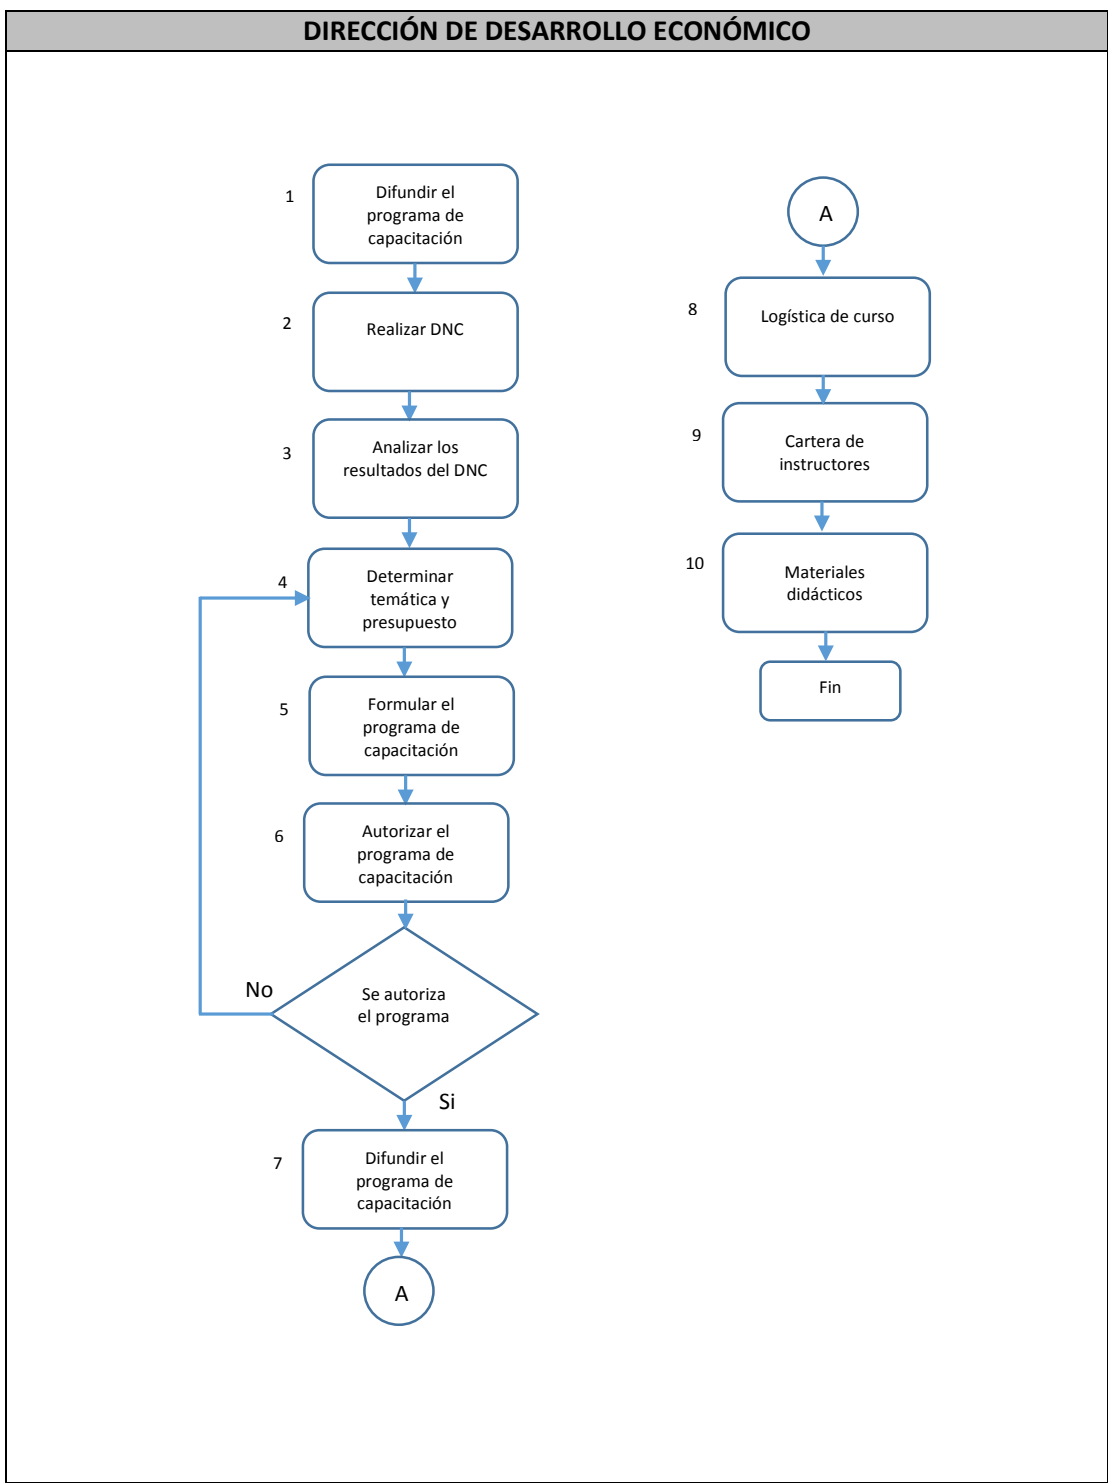 DIRECCIÓN DE DESARROLLO ECONÓMICO
1
Difundir el
programa de
capacitación
2
Realizar DNC
3
Analizar los
resultados del DNC
4
Determinar
temática y
presupuesto
5
Formular el
programa de
capacitación
6
Autorizar el
programa de
capacitación
No
Se autoriza
el programa
Si
7
Difundir el
programa de
capacitación
A
A
8
Logística de curso
9
Cartera de
instructores
10
Materiales
didácticos
Fin